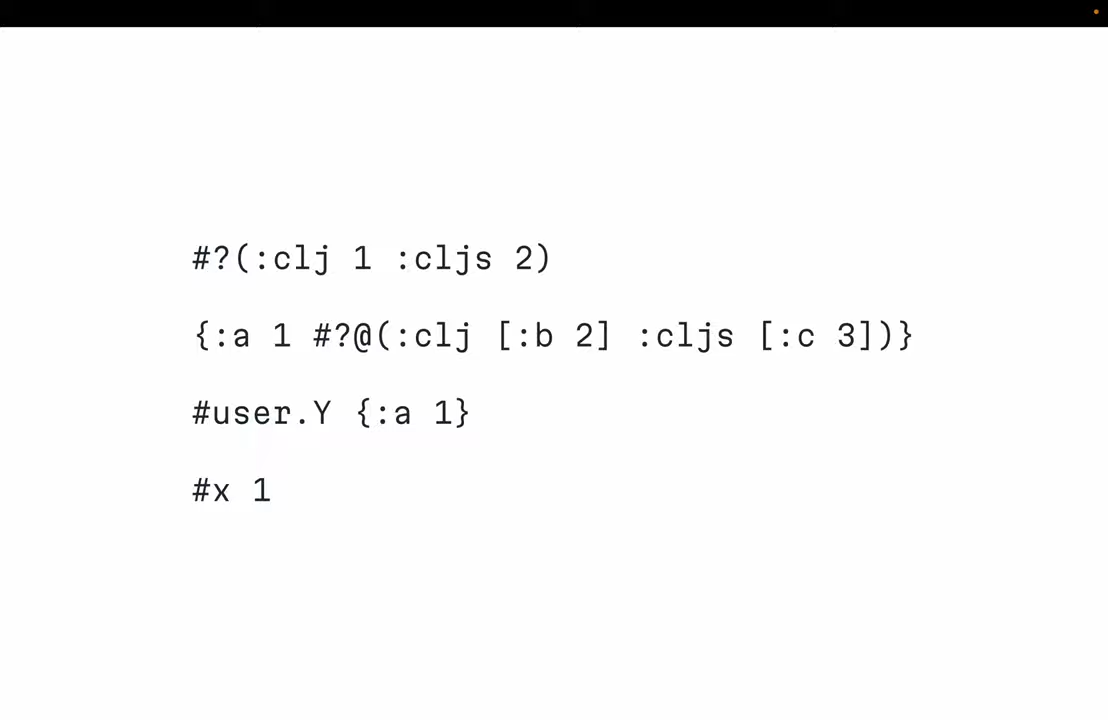 #?(:clj 1 :cljs 2)
{:a 1 #?@(:clj [:b 2] :cljs [:c 3])}
#user.Y {:a 1}
#x 1